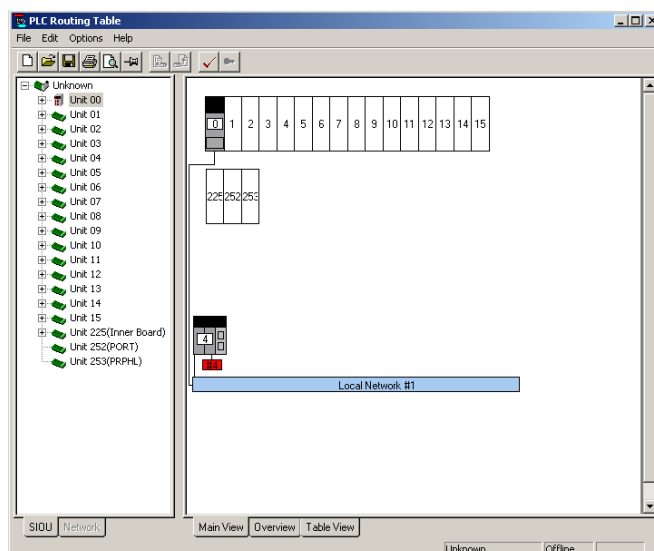 PLC Routing Table
File Edit Options Help
Unknown
Unit 00
Unit 01
Unit 02
Unit 03
Unit 04
Unit 05
Unit 06
Unit 07
Unit 08
Unit 09
Unit 10
Unit 11
Unit 12
Unit 13
Unit 14
Unit 15
Unit 225(Inner Board)
Unit 252(PORT)
Unit 253(PRPHL)
SIOU Network
0 1 2 3 4 5 6 7 8 9 10 11 12 13 14 15
225 252 253
4
#4
Local Network #1
Main View Overview Table View
Unknown Offline